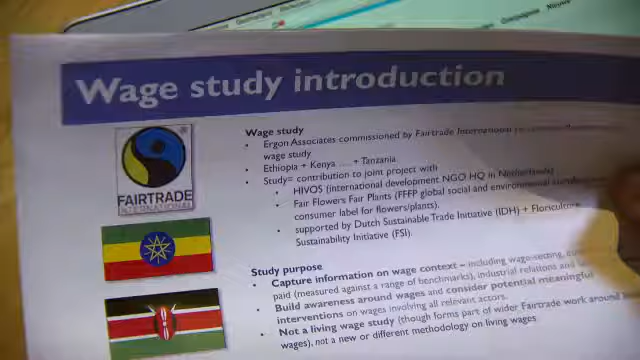 Wage study introduction
FAIRTRADE
INTERNATIONAL
Wage study
• Ergon Associates commissioned by Fairtrade International
wage study
• Ethiopia + Kenya .... + Tanzania
• Study= contribution to joint project with
• HIVOS (international development NGO HQ in Netherlands)
• Fair Flowers Fair Plants (FFFP global social and environmental
consumer label for flowers/plants).
• supported by Dutch Sustainable Trade Initiative (IDH) + Floriculture
Sustainability Initiative (FSI).
Study purpose
• Capture information on wage context – including wage-setting,
paid (measured against a range of benchmarks), industrial relations and
• Build awareness around wages and consider potential meaningful
interventions on wages involving all relevant actors.
• Not a living wage study (though forms part of wider Fairtrade work around
wages), not a new or different methodology on living wages